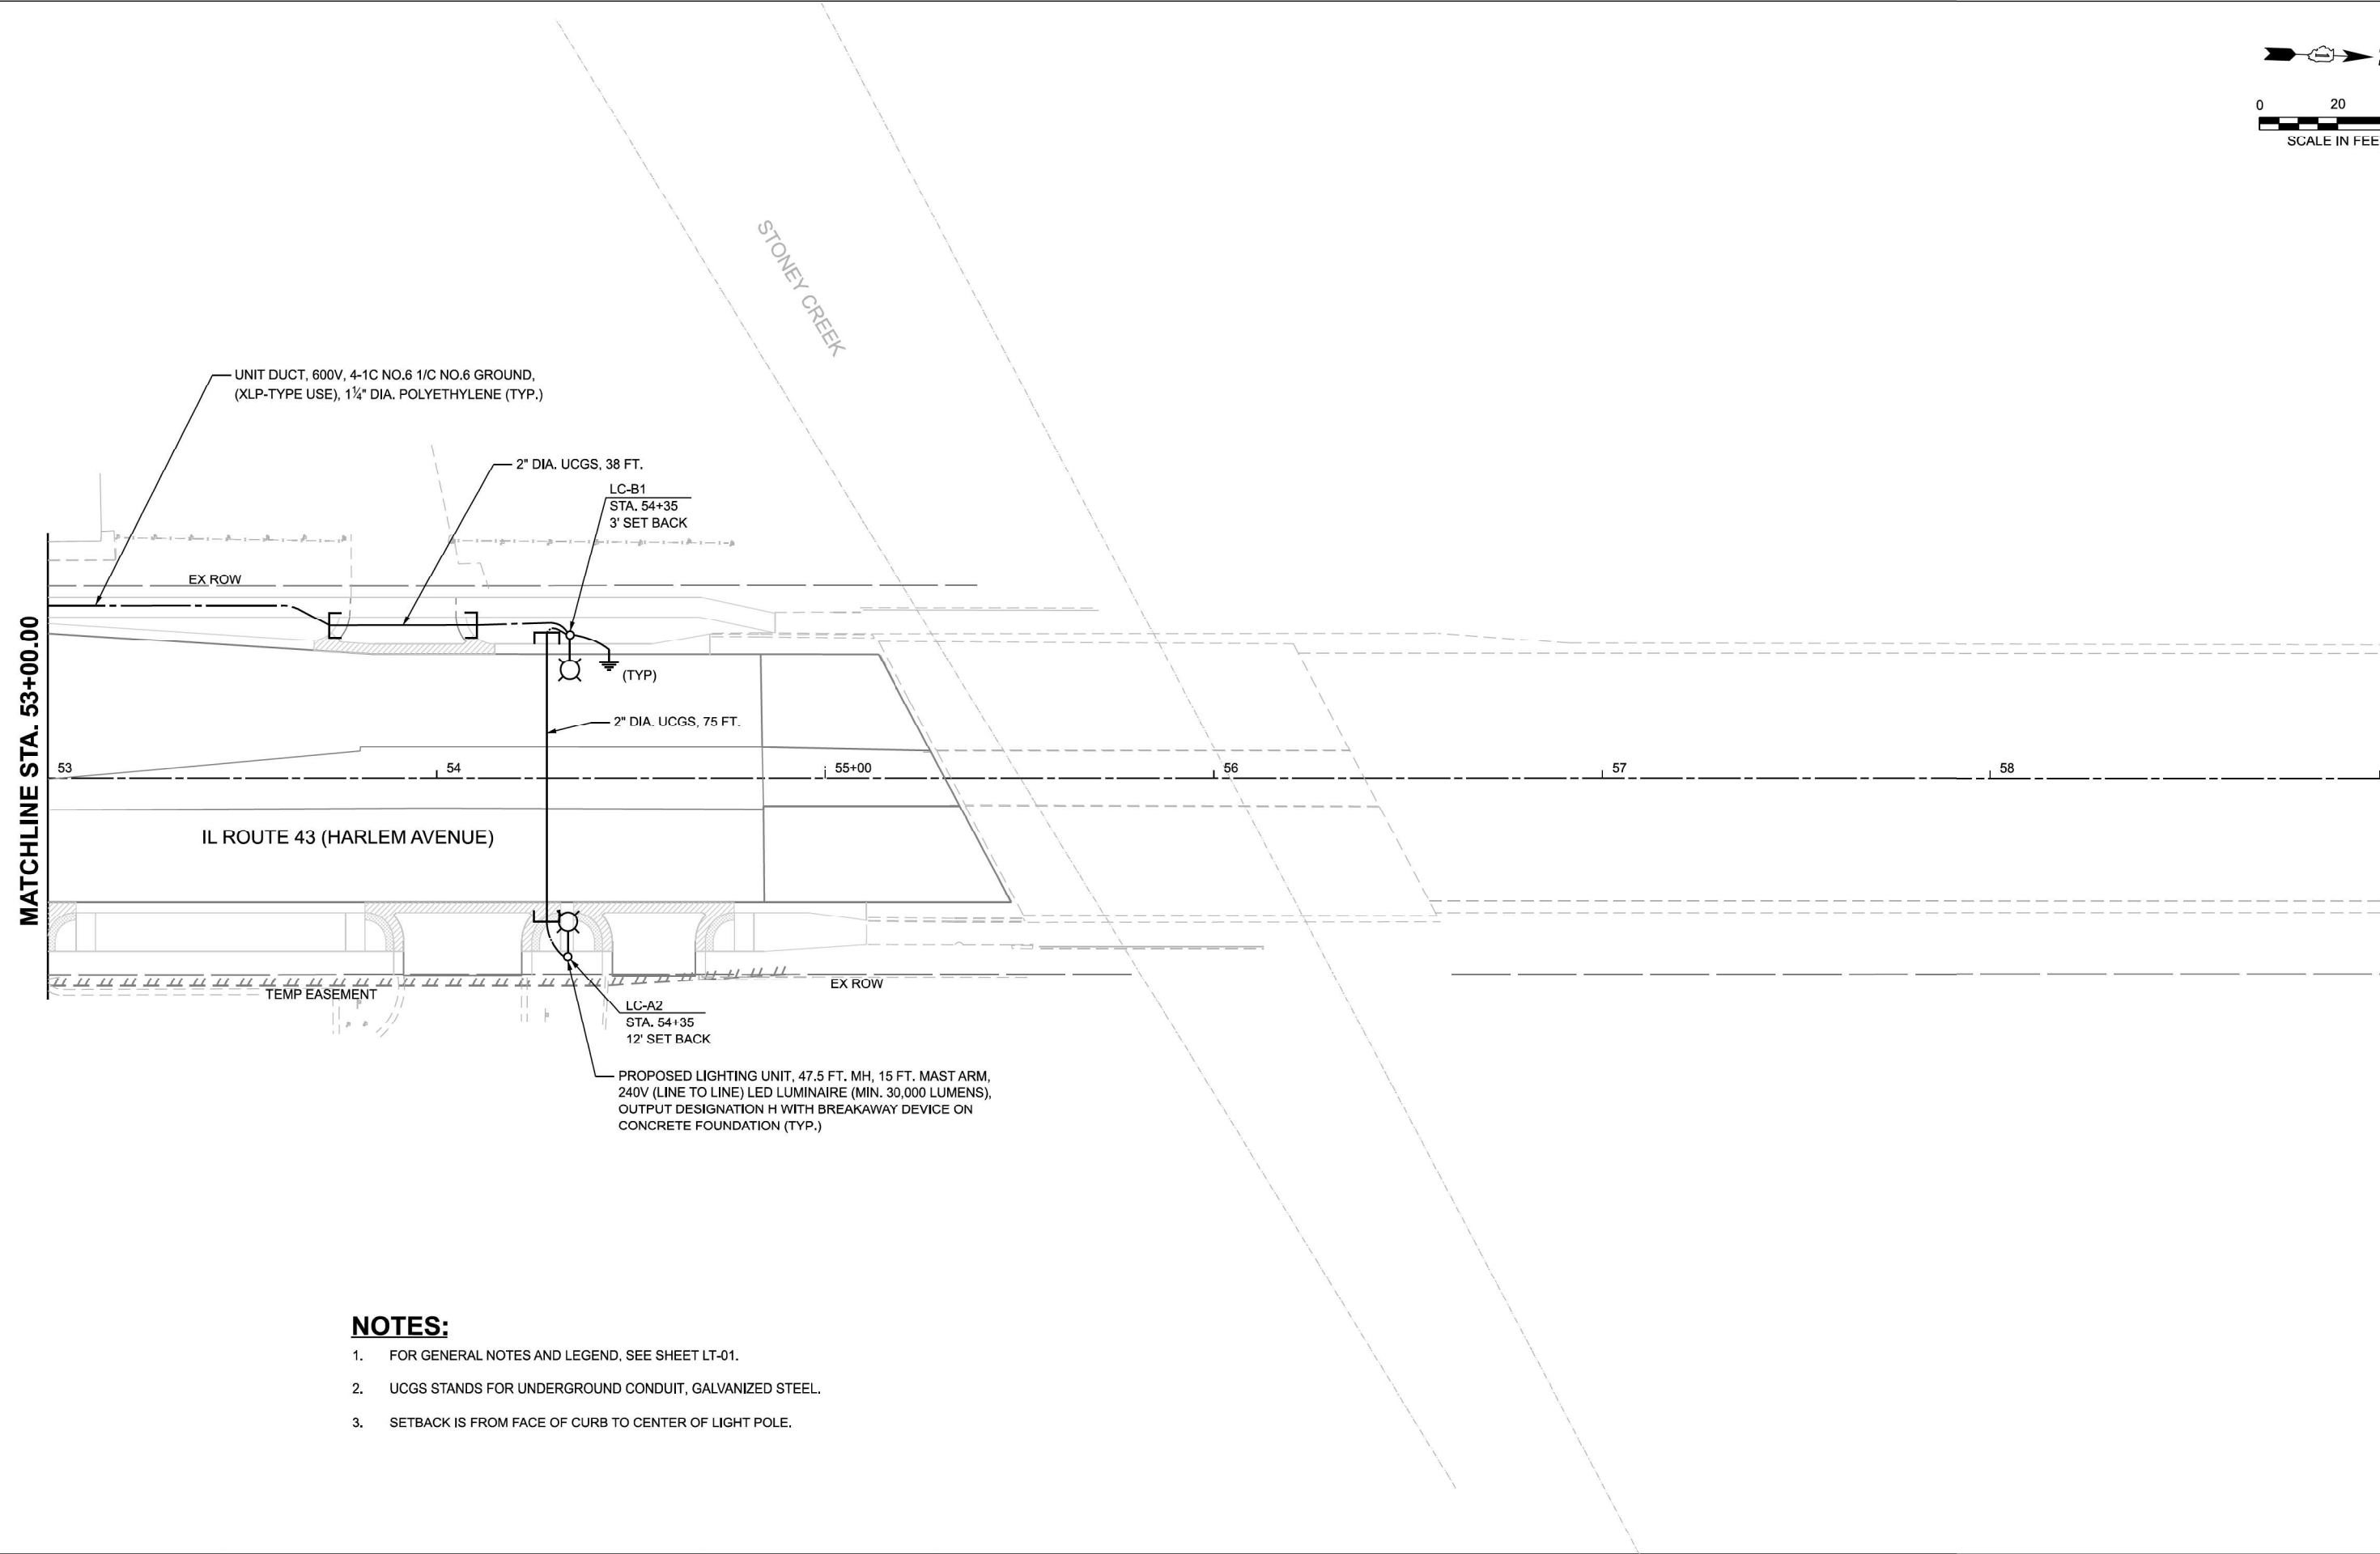 0 20
SCALE IN FEE
STONEY CREEK
UNIT DUCT, 600V, 4-1C NO.6 1/C NO.6 GROUND,
(XLP-TYPE USE), 1¼" DIA. POLYETHYLENE (TYP.)
2" DIA. UCGS, 38 FT.
LC-B1
STA. 54+35
3' SET BACK
EX ROW
MATCHLINE STA. 53+00.00
(TYP)
2" DIA. UCGS, 75 FT.
53 54 55+00 56 57 58
IL ROUTE 43 (HARLEM AVENUE)
TEMP EASEMENT
EX ROW
LC-A2
STA. 54+35
12' SET BACK
PROPOSED LIGHTING UNIT, 47.5 FT. MH, 15 FT. MAST ARM,
240V (LINE TO LINE) LED LUMINAIRE (MIN. 30,000 LUMENS),
OUTPUT DESIGNATION H WITH BREAKAWAY DEVICE ON
CONCRETE FOUNDATION (TYP.)
NOTES:
1. FOR GENERAL NOTES AND LEGEND, SEE SHEET LT-01.
2. UCGS STANDS FOR UNDERGROUND CONDUIT, GALVANIZED STEEL.
3. SETBACK IS FROM FACE OF CURB TO CENTER OF LIGHT POLE.